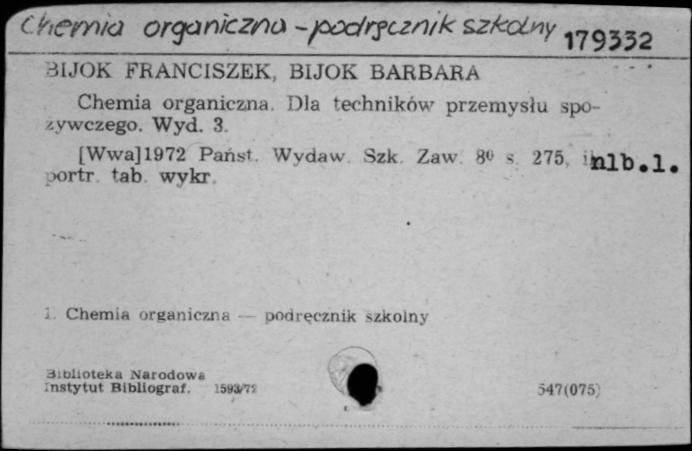 Chemia organiczna - podręcznik szkolny 179332
BIJOK FRANCISZEK, BIJOK BARBARA
Chemia organiczna. Dla techników przemysłu spo-
żywczego. Wyd. 3.
[Wwa]1972 Państ. Wydaw. Szk. Zaw. 8⁰ s. 275, nlb.1.
portr. tab. wykr.
1. Chemia organiczna — podręcznik szkolny
Biblioteka Narodowa
Instytut Bibliograf. 1593/72 547(075)